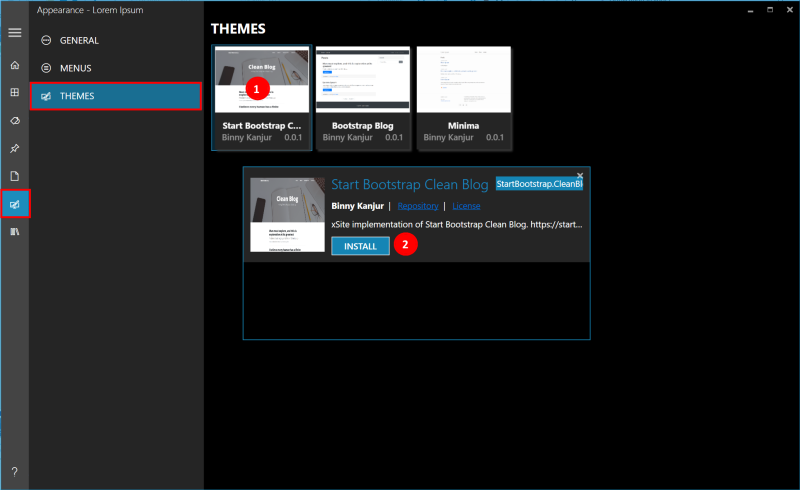 Appearance - Lorem Ipsum
GENERAL
MENUS
THEMES
THEMES
Clean Blog
1
Start Bootstrap C...
Binny Kanjur 0.0.1
Bootstrap Blog
Binny Kanjur 0.0.1
Minima
Binny Kanjur 0.0.1
Clean Blog
Start Bootstrap Clean Blog
StartBootstrap.CleanBl
Binny Kanjur | Repository | License
xSite implementation of Start Bootstrap Clean Blog. https://start...
INSTALL
2
?